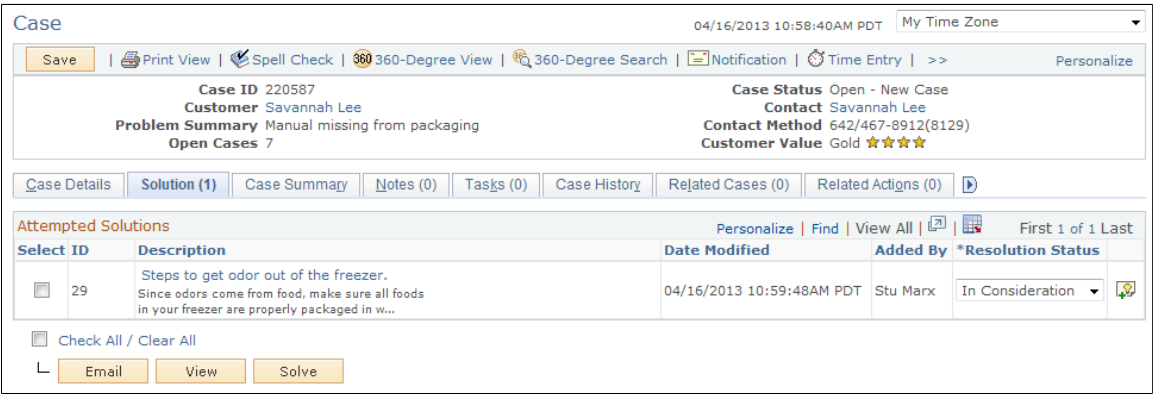 Case 04/16/2013 10:58:40AM PDT My Time Zone
Save | Print View | Spell Check | 360 360-Degree View | 360-Degree Search | Notification | Time Entry | >> Personalize
Case ID 220587 Case Status Open - New Case
Customer Savannah Lee Contact Savannah Lee
Problem Summary Manual missing from packaging Contact Method 642/467-8912(8129)
Open Cases 7 Customer Value Gold
Case Details Solution (1) Case Summary Notes (0) Tasks (0) Case History Related Cases (0) Related Actions (0)
Attempted Solutions Personalize | Find | View All | | First 1 of 1 Last
Select ID Description Date Modified Added By *Resolution Status
Steps to get odor out of the freezer.
29 Since odors come from food, make sure all foods 04/16/2013 10:59:48AM PDT Stu Marx In Consideration
in your freezer are properly packaged in w...
Check All / Clear All
Email View Solve